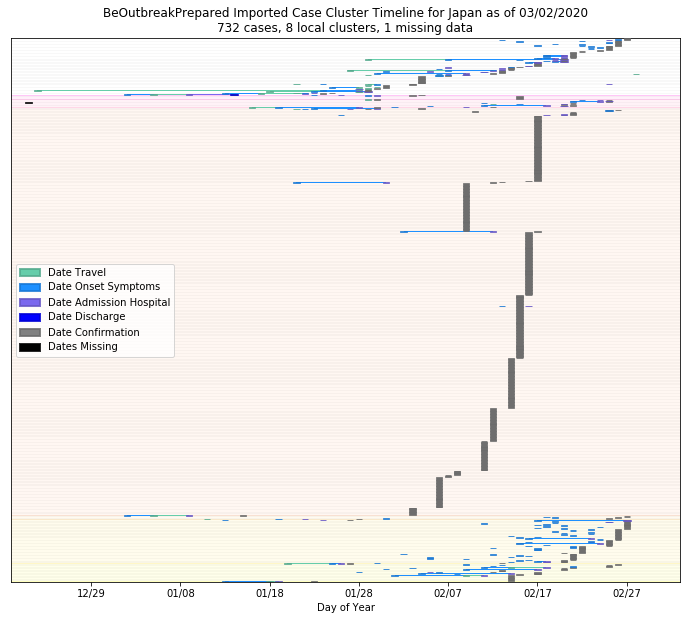 BeOutbreakPrepared Imported Case Cluster Timeline for Japan as of 03/02/2020
732 cases, 8 local clusters, 1 missing data
Date Travel
Date Onset Symptoms
Date Admission Hospital
Date Discharge
Date Confirmation
Dates Missing
12/29 01/08 01/18 01/28 02/07 02/17 02/27
Day of Year